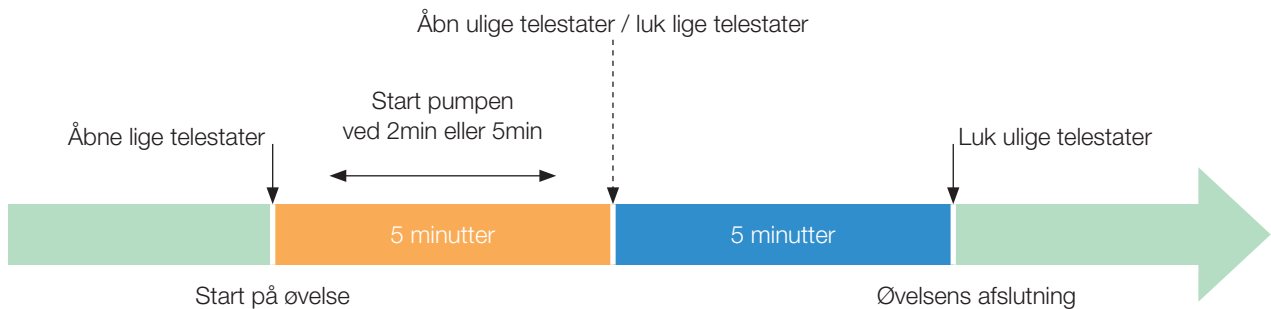 Åbn ulige telestater / luk lige telestater
Start pumpen
ved 2min eller 5min
Åbne lige telestater
Luk ulige telestater
5 minutter
5 minutter
Start på øvelse
Øvelsens afslutning